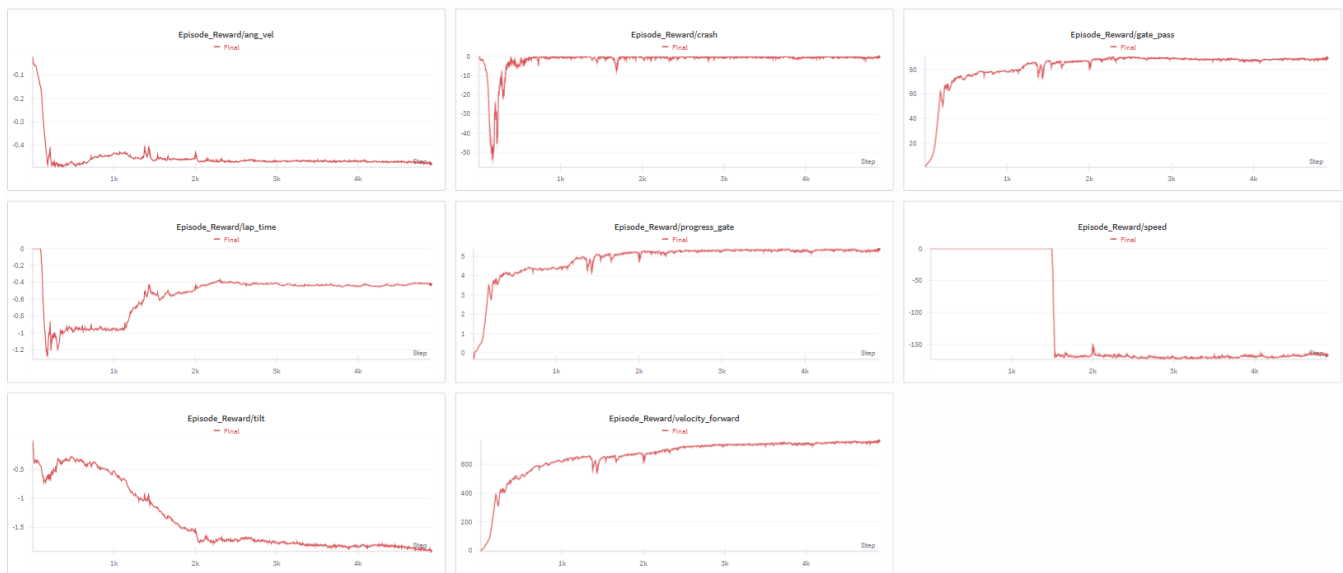 Episode_Reward/ang_vel
Final
-0.1
-0.2
-0.3
-0.4
Step
1k
2k
3k
4k
Episode_Reward/crash
Final
0
-10
-20
-30
-40
-50
Step
1k
2k
3k
4k
Episode_Reward/gate_pass
Final
80
60
40
20
Step
1k
2k
3k
4k
Episode_Reward/lap_time
Final
0
-0.2
-0.4
-0.6
-0.8
-1
-1.2
Step
1k
2k
3k
4k
Episode_Reward/progress_gate
Final
5
4
3
2
1
0
Step
1k
2k
3k
4k
Episode_Reward/speed
Final
0
-50
-100
-150
Step
1k
2k
3k
4k
Episode_Reward/tilt
Final
-0.5
-1
-1.5
Step
1k
2k
3k
4k
Episode_Reward/velocity_forward
Final
600
400
200
0
Step
1k
2k
3k
4k